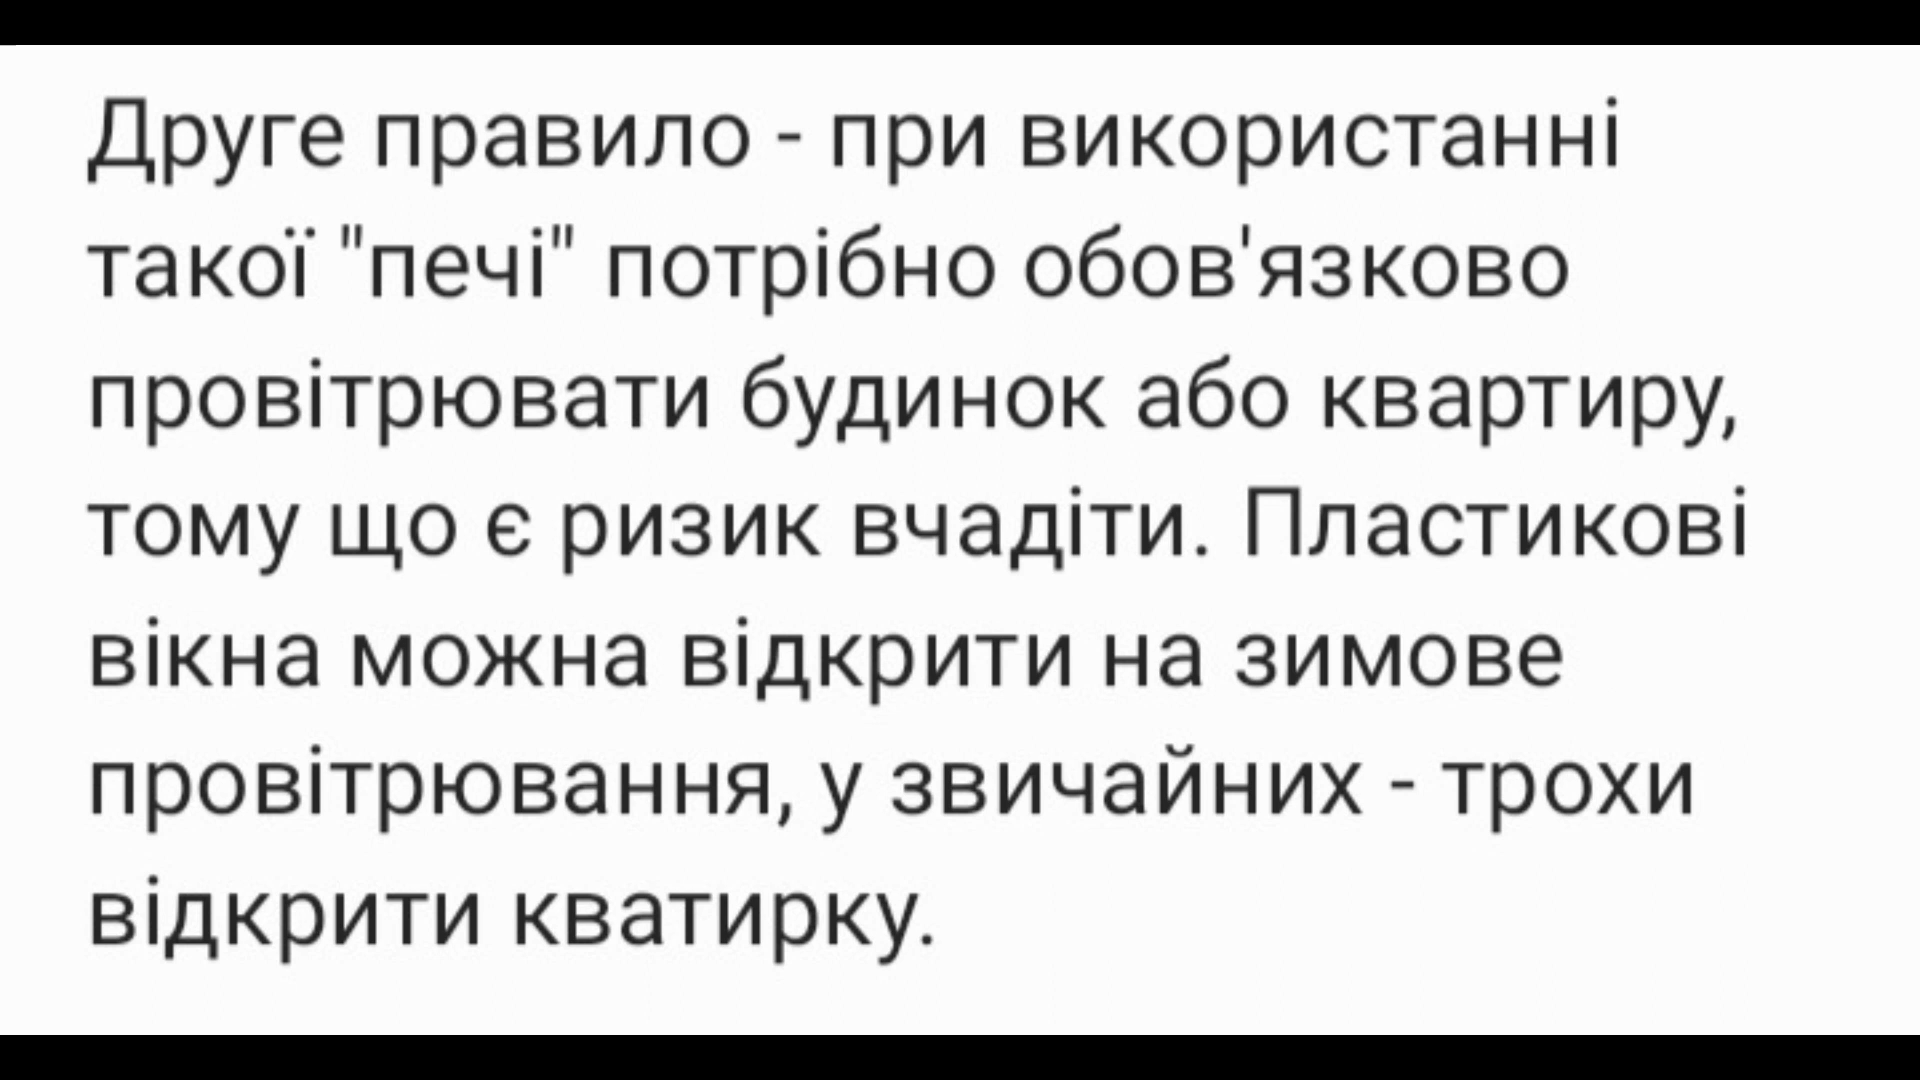 Друге правило - при використанні
такої "печі" потрібно обов'язково
провітрювати будинок або квартиру,
тому що є ризик вчадіти. Пластикові
вікна можна відкрити на зимове
провітрювання, у звичайних - трохи
відкрити кватирку.